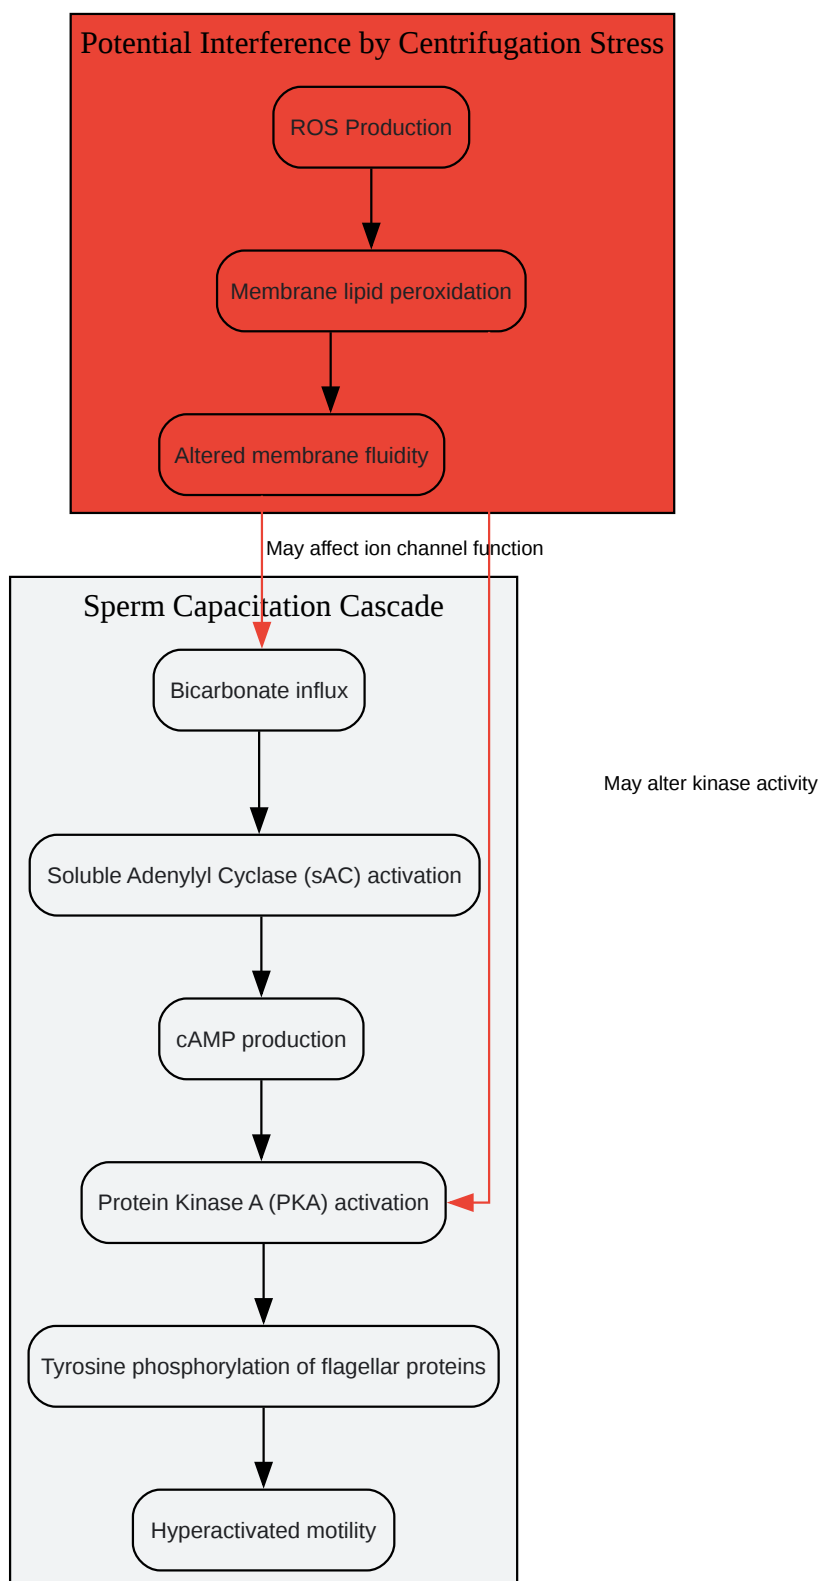 Potential Interference by Centrifugation Stress
ROS Production
Membrane lipid peroxidation
Altered membrane fluidity
May affect ion channel function
Sperm Capacitation Cascade
Bicarbonate influx
May alter kinase activity
Soluble Adenylyl Cyclase (sAC) activation
cAMP production
Protein Kinase A (PKA) activation
Tyrosine phosphorylation of flagellar proteins
Hyperactivated motility